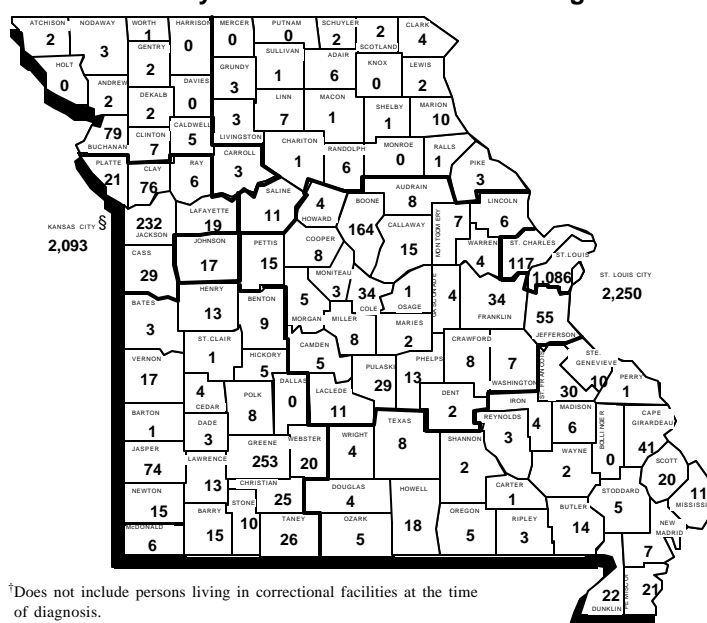 ATCHISON NODAWAY WORTH HARRISON MERCER PUTNAM SCHUYLER 2 CLARK
2 3 1 0 0 0 2 SCOTLAND 4
GENTRY SULLIVAN ADAIR
HOLT 2 GRUNDY 1 6 KNOX LEWIS
0 ANDREW DAVIES 3 0 2
2 DEKALB 0 LINN MACON SHELBY MARION
2 3 7 1 1 10
79 CLINTON CALDWELL LIVINGSTON
BUCHANAN 7 5 CHARITON RANDOLPH MONROE RALLS
PLATTE CLAY RAY CARROLL 1 6 0 1 PIKE
21 76 6 3 3
SALINE 4 BOONE AUDRAIN LINCOLN
LAFAYETTE 11 HOWARD 164 8 6
KANSAS CITY § 232 19 MONTGOMERY 7
2,093 JACKSON JOHNSON PETTIS COOPER CALLAWAY WARREN ST. CHARLES
CASS 17 15 8 15 4 117 ST. LOUIS
29 MONITEAU 1,086 ST. LOUIS CITY
HENRY 3 34 1 GASCONADE 4 34 2,250
BATES 13 BENTON 5 COLE OSAGE FRANKLIN 55
3 9 MORGAN MILLER MARIES JEFFERSON
ST.CLAIR 8 2
1 HICKORY CAMDEN PHELPS CRAWFORD STE.
VERNON 5 5 PULASKI 13 8 7 ST. FRANCOIS GENEVIEVE
17 DALLAS LACLEDE 29 WASHINGTON 30 10 PERRY
4 POLK 0 11 DENT IRON 1
CEDAR 8 2 MADISON CAPE
BARTON DADE TEXAS REYNOLDS 4 6 BOLLINGER GIRARDEAU
1 3 GREENE WEBSTER WRIGHT 8 SHANNON 3 41
JASPER LAWRENCE 253 20 4 WAYNE 0 SCOTT
74 13 CHRISTIAN 2 2 20 11
NEWTON STONE 25 DOUGLAS HOWELL CARTER STODDARD
15 BARRY 10 4 1 BUTLER 5 NEW
McDONALD 15 TANEY OZARK 18 OREGON RIPLEY 14 MADRID
6 26 5 5 3 7
22 21
DUNKLIN
†Does not include persons living in correctional facilities at the time
of diagnosis.